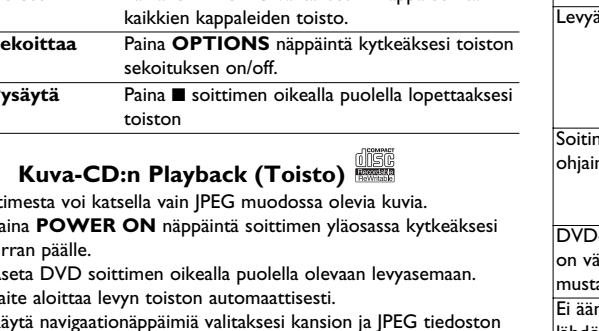 kaikkien kappaleiden toisto.
ekoittaa Paina OPTIONS näppäintä kytkeäksesi toiston
sekoituksen on/off.
ysäytä Paina ■ soittimen oikealla puolella lopettaaksesi
toiston
Kuva-CD:n Playback (Toisto)
COMPACT
disc
Recordable
ReWritable
timesta voi katsella vain JPEG muodossa olevia kuvia.
aina POWER ON näppäintä soittimen yläosassa kytkeäksesi
rran päälle.
seta DVD soittimen oikealla puolella olevaan levyasemaan.
aite aloittaa levyn toiston automaattisesti.
äytä navigaationäppäimiä valitaksesi kansion ja JPEG tiedoston
Levyä
Soitin
ohjain
DVD-
on vä
musta
Ei ään